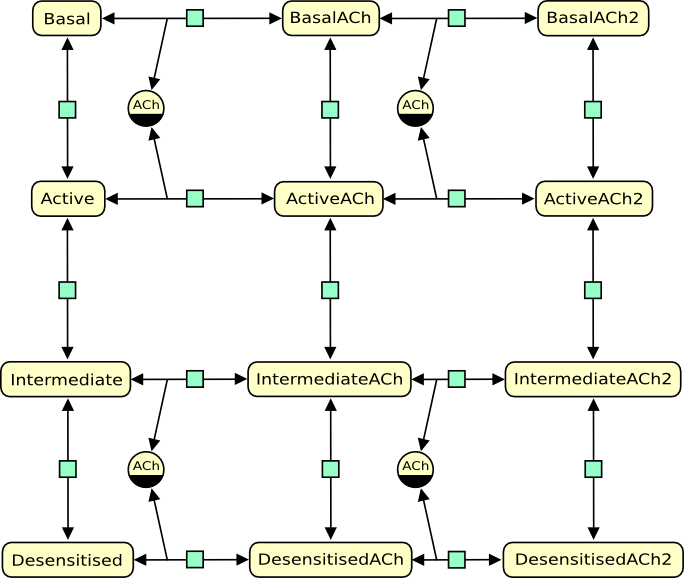 Basal
BasalACh
BasalACh2
ACh
ACh
Active
ActiveACh
ActiveACh2
Intermediate
IntermediateACh
IntermediateACh2
ACh
ACh
Desensitised
DesensitisedACh
DesensitisedACh2